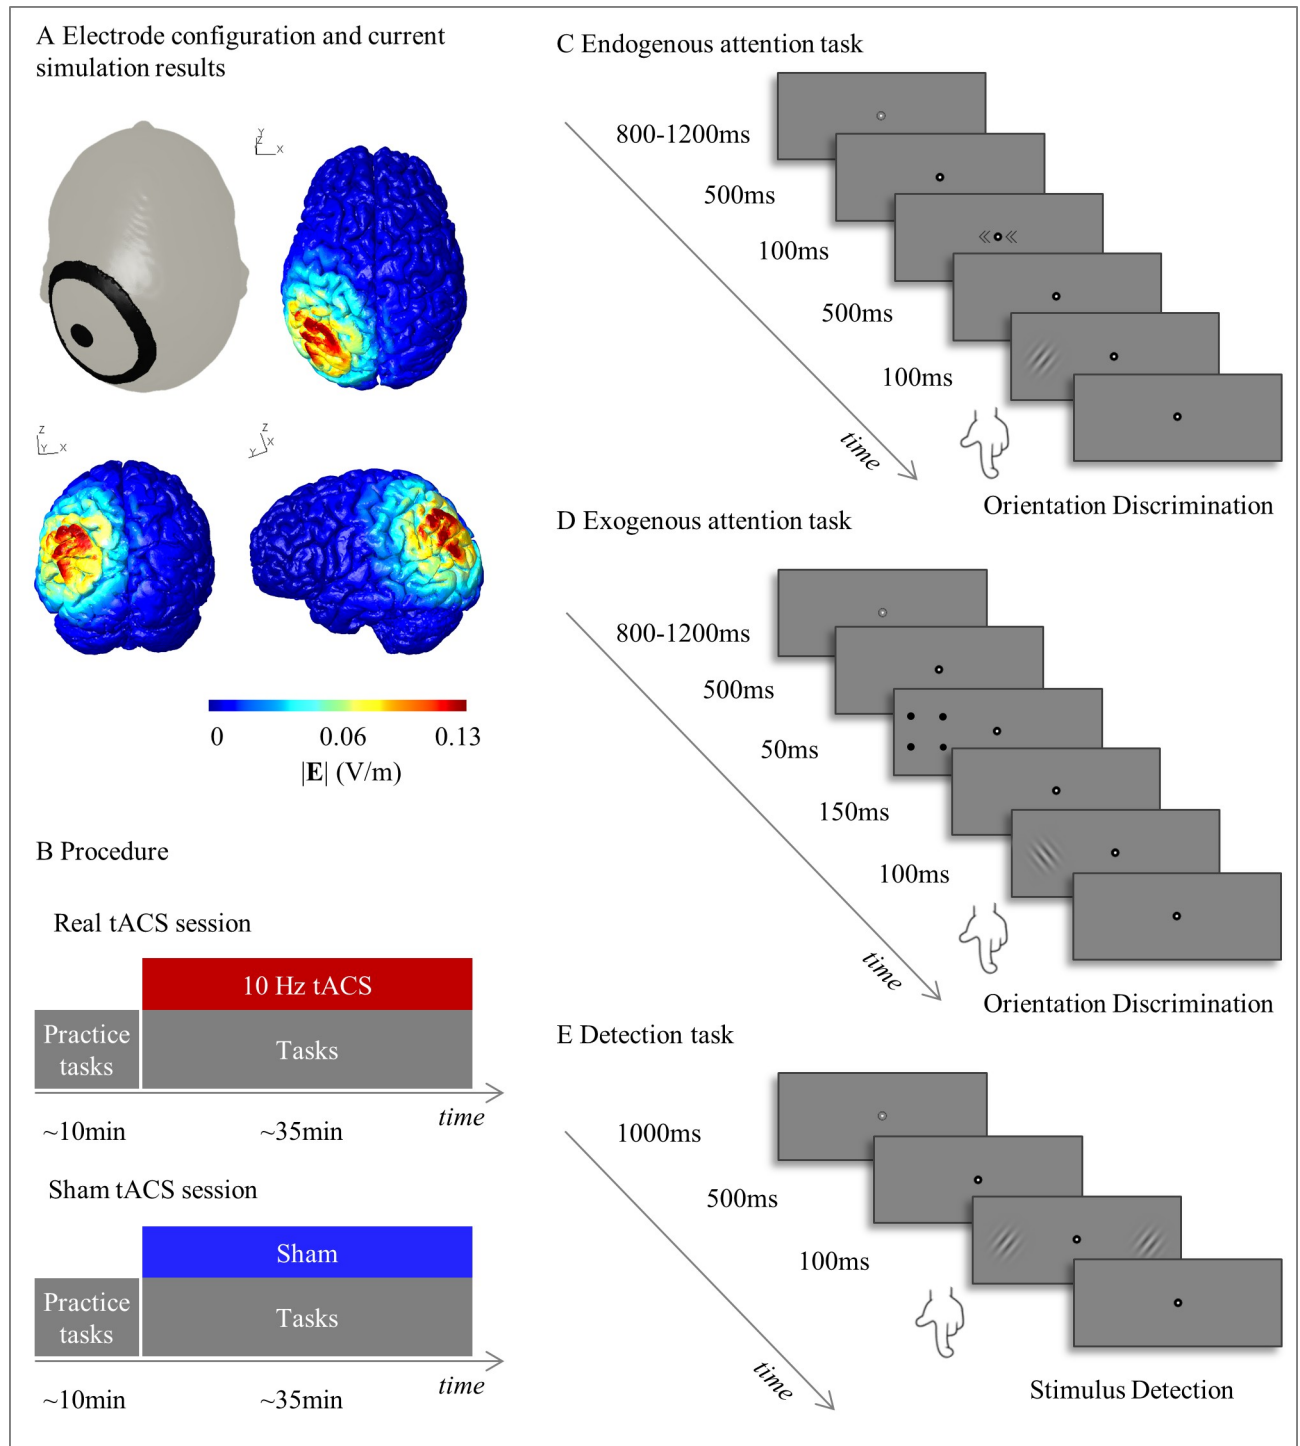 A Electrode configuration and current
simulation results
Y
Z
X
Z
Y
X
Z
X
Y
0
0.06
0.13
|E| (V/m)
B Procedure
Real tACS session
10 Hz tACS
Practice
tasks
Tasks
time
~10min
~35min
Sham tACS session
Sham
Practice
tasks
Tasks
time
~10min
~35min
C Endogenous attention task
800-1200ms
500ms
100ms
500ms
100ms
time
Orientation Discrimination
D Exogenous attention task
800-1200ms
500ms
50ms
150ms
100ms
time
Orientation Discrimination
E Detection task
1000ms
500ms
100ms
time
Stimulus Detection